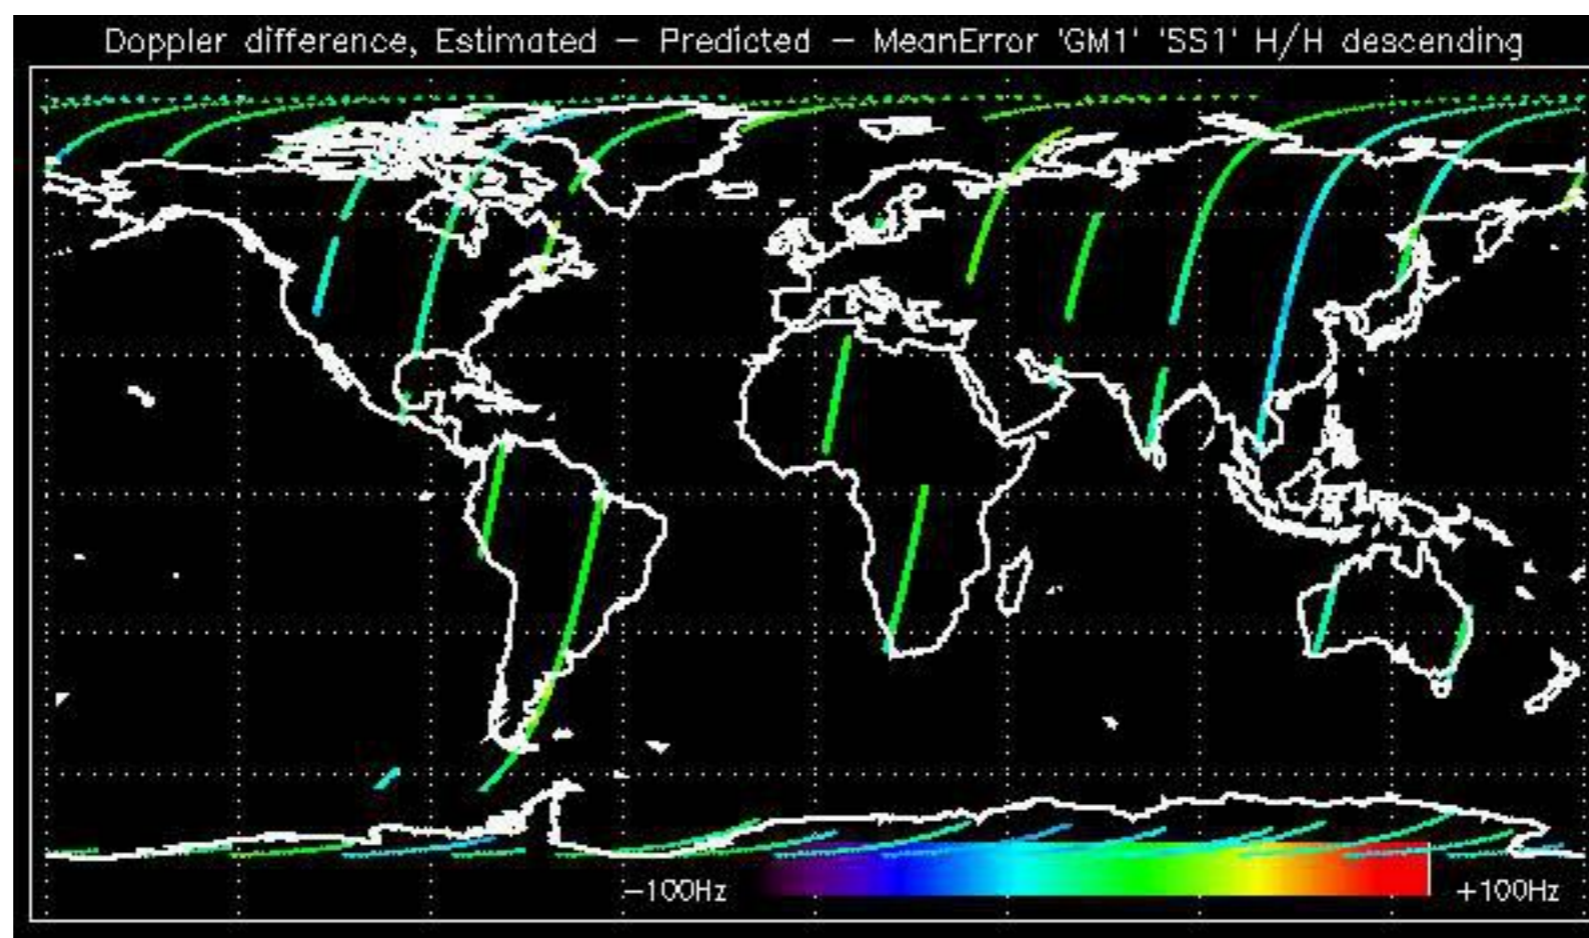 Doppler difference, Estimated – Predicted – MeanError 'GM1' 'SS1' H/H descending
–100Hz +100Hz